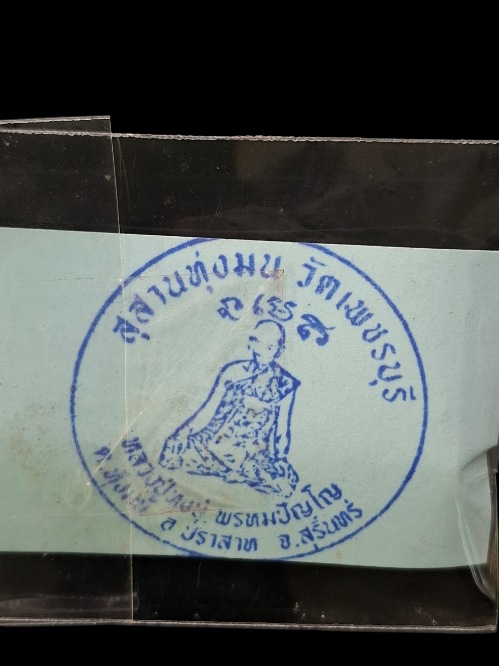 สุสานทุ่งมน วัดเพชรบุรี
หลวงปู่หงษ์ พรหมปัญโญ
ต.ทุ่งมน อ.ปราสาท จ.สุรินทร์